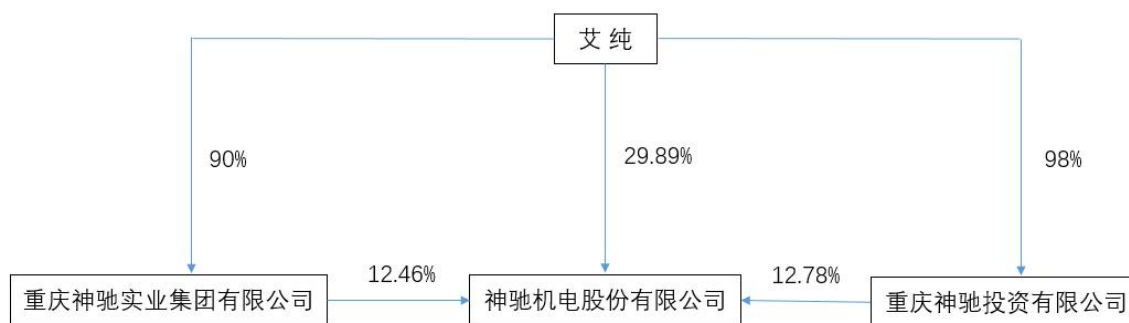 艾 纯
90%
29.89%
98%
12.46%
12.78%
重庆神驰实业集团有限公司
神驰机电股份有限公司
重庆神驰投资有限公司